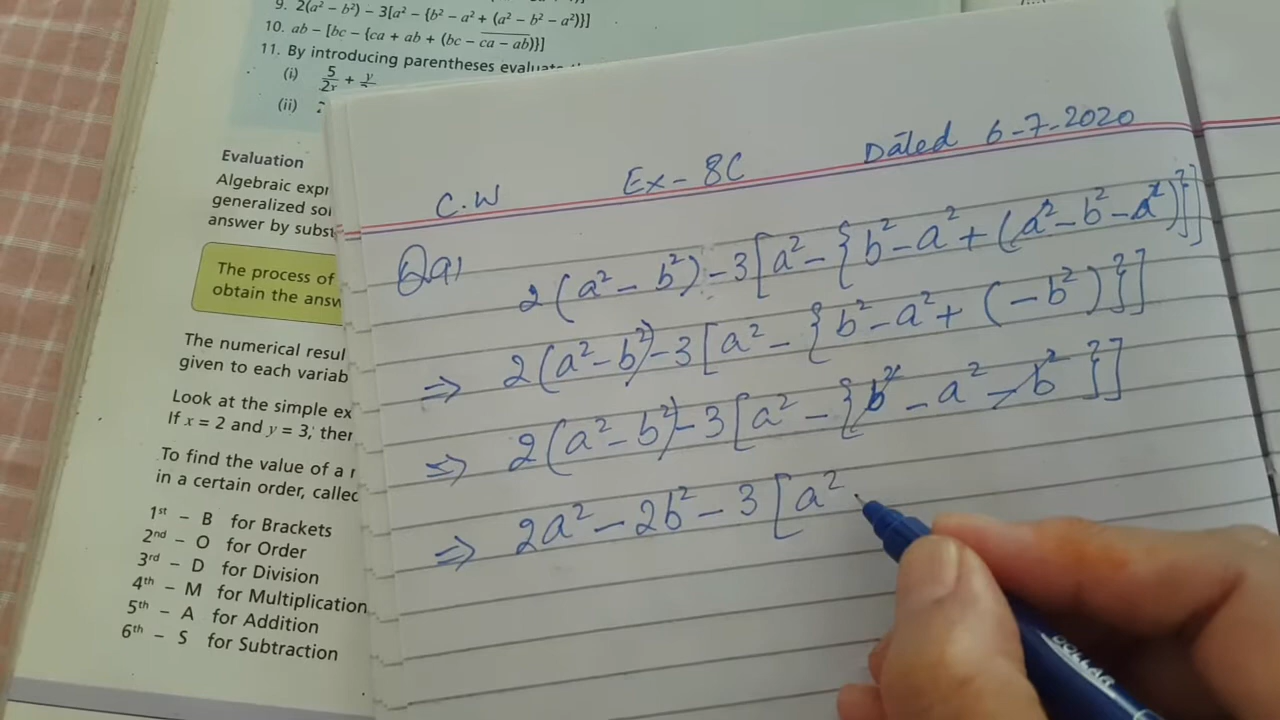 9. 2(a² − b²) − 3[a² − {b² − a² + (a² − b² − a²)}]
10. ab − [bc − {ca + ab + (bc − c̅a̅ ̅−̅ ̅a̅b̅)}]
11. By introducing parentheses evaluate
(i) 5/2x + y/
(ii) 2
Evaluation
Algebraic expr
generalized sol
answer by subst
The process of
obtain the answ
The numerical resul
given to each variab
Look at the simple ex
If x = 2 and y = 3, then
To find the value of a n
in a certain order, called
1st – B for Brackets
2nd – O for Order
3rd – D for Division
4th – M for Multiplication
5th – A for Addition
6th – S for Subtraction
C.W Ex - 8C Dated 6-7-2020
Q9,
2(a² − b²) − 3[a² − {b² − a² + (a² − b² − a²)}]
⇒ 2(a² − b²) − 3[a² − {b² − a² + (−b²)}]
⇒ 2(a² − b²) − 3[a² − {b² − a² − b²}]
⇒ 2a² − 2b² − 3[a²
DOLLAR